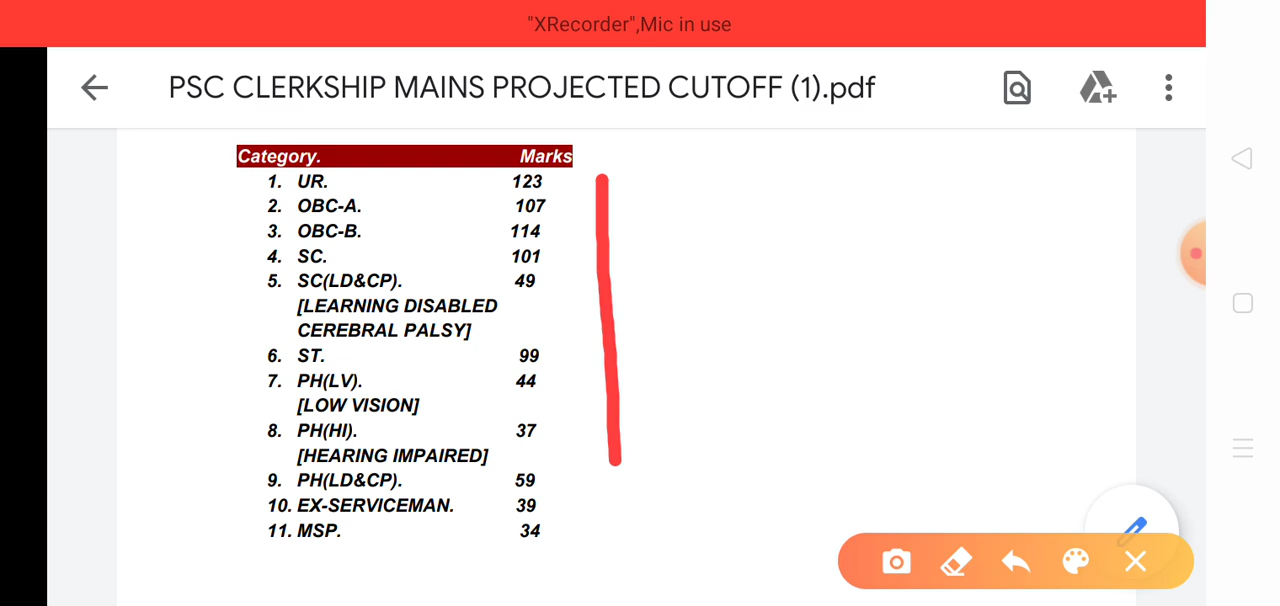 "XRecorder",Mic in use
PSC CLERKSHIP MAINS PROJECTED CUTOFF (1).pdf
Category. Marks
1. UR. 123
2. OBC-A. 107
3. OBC-B. 114
4. SC. 101
5. SC(LD&CP). 49
[LEARNING DISABLED
CEREBRAL PALSY]
6. ST. 99
7. PH(LV). 44
[LOW VISION]
8. PH(HI). 37
[HEARING IMPAIRED]
9. PH(LD&CP). 59
10. EX-SERVICEMAN. 39
11. MSP. 34